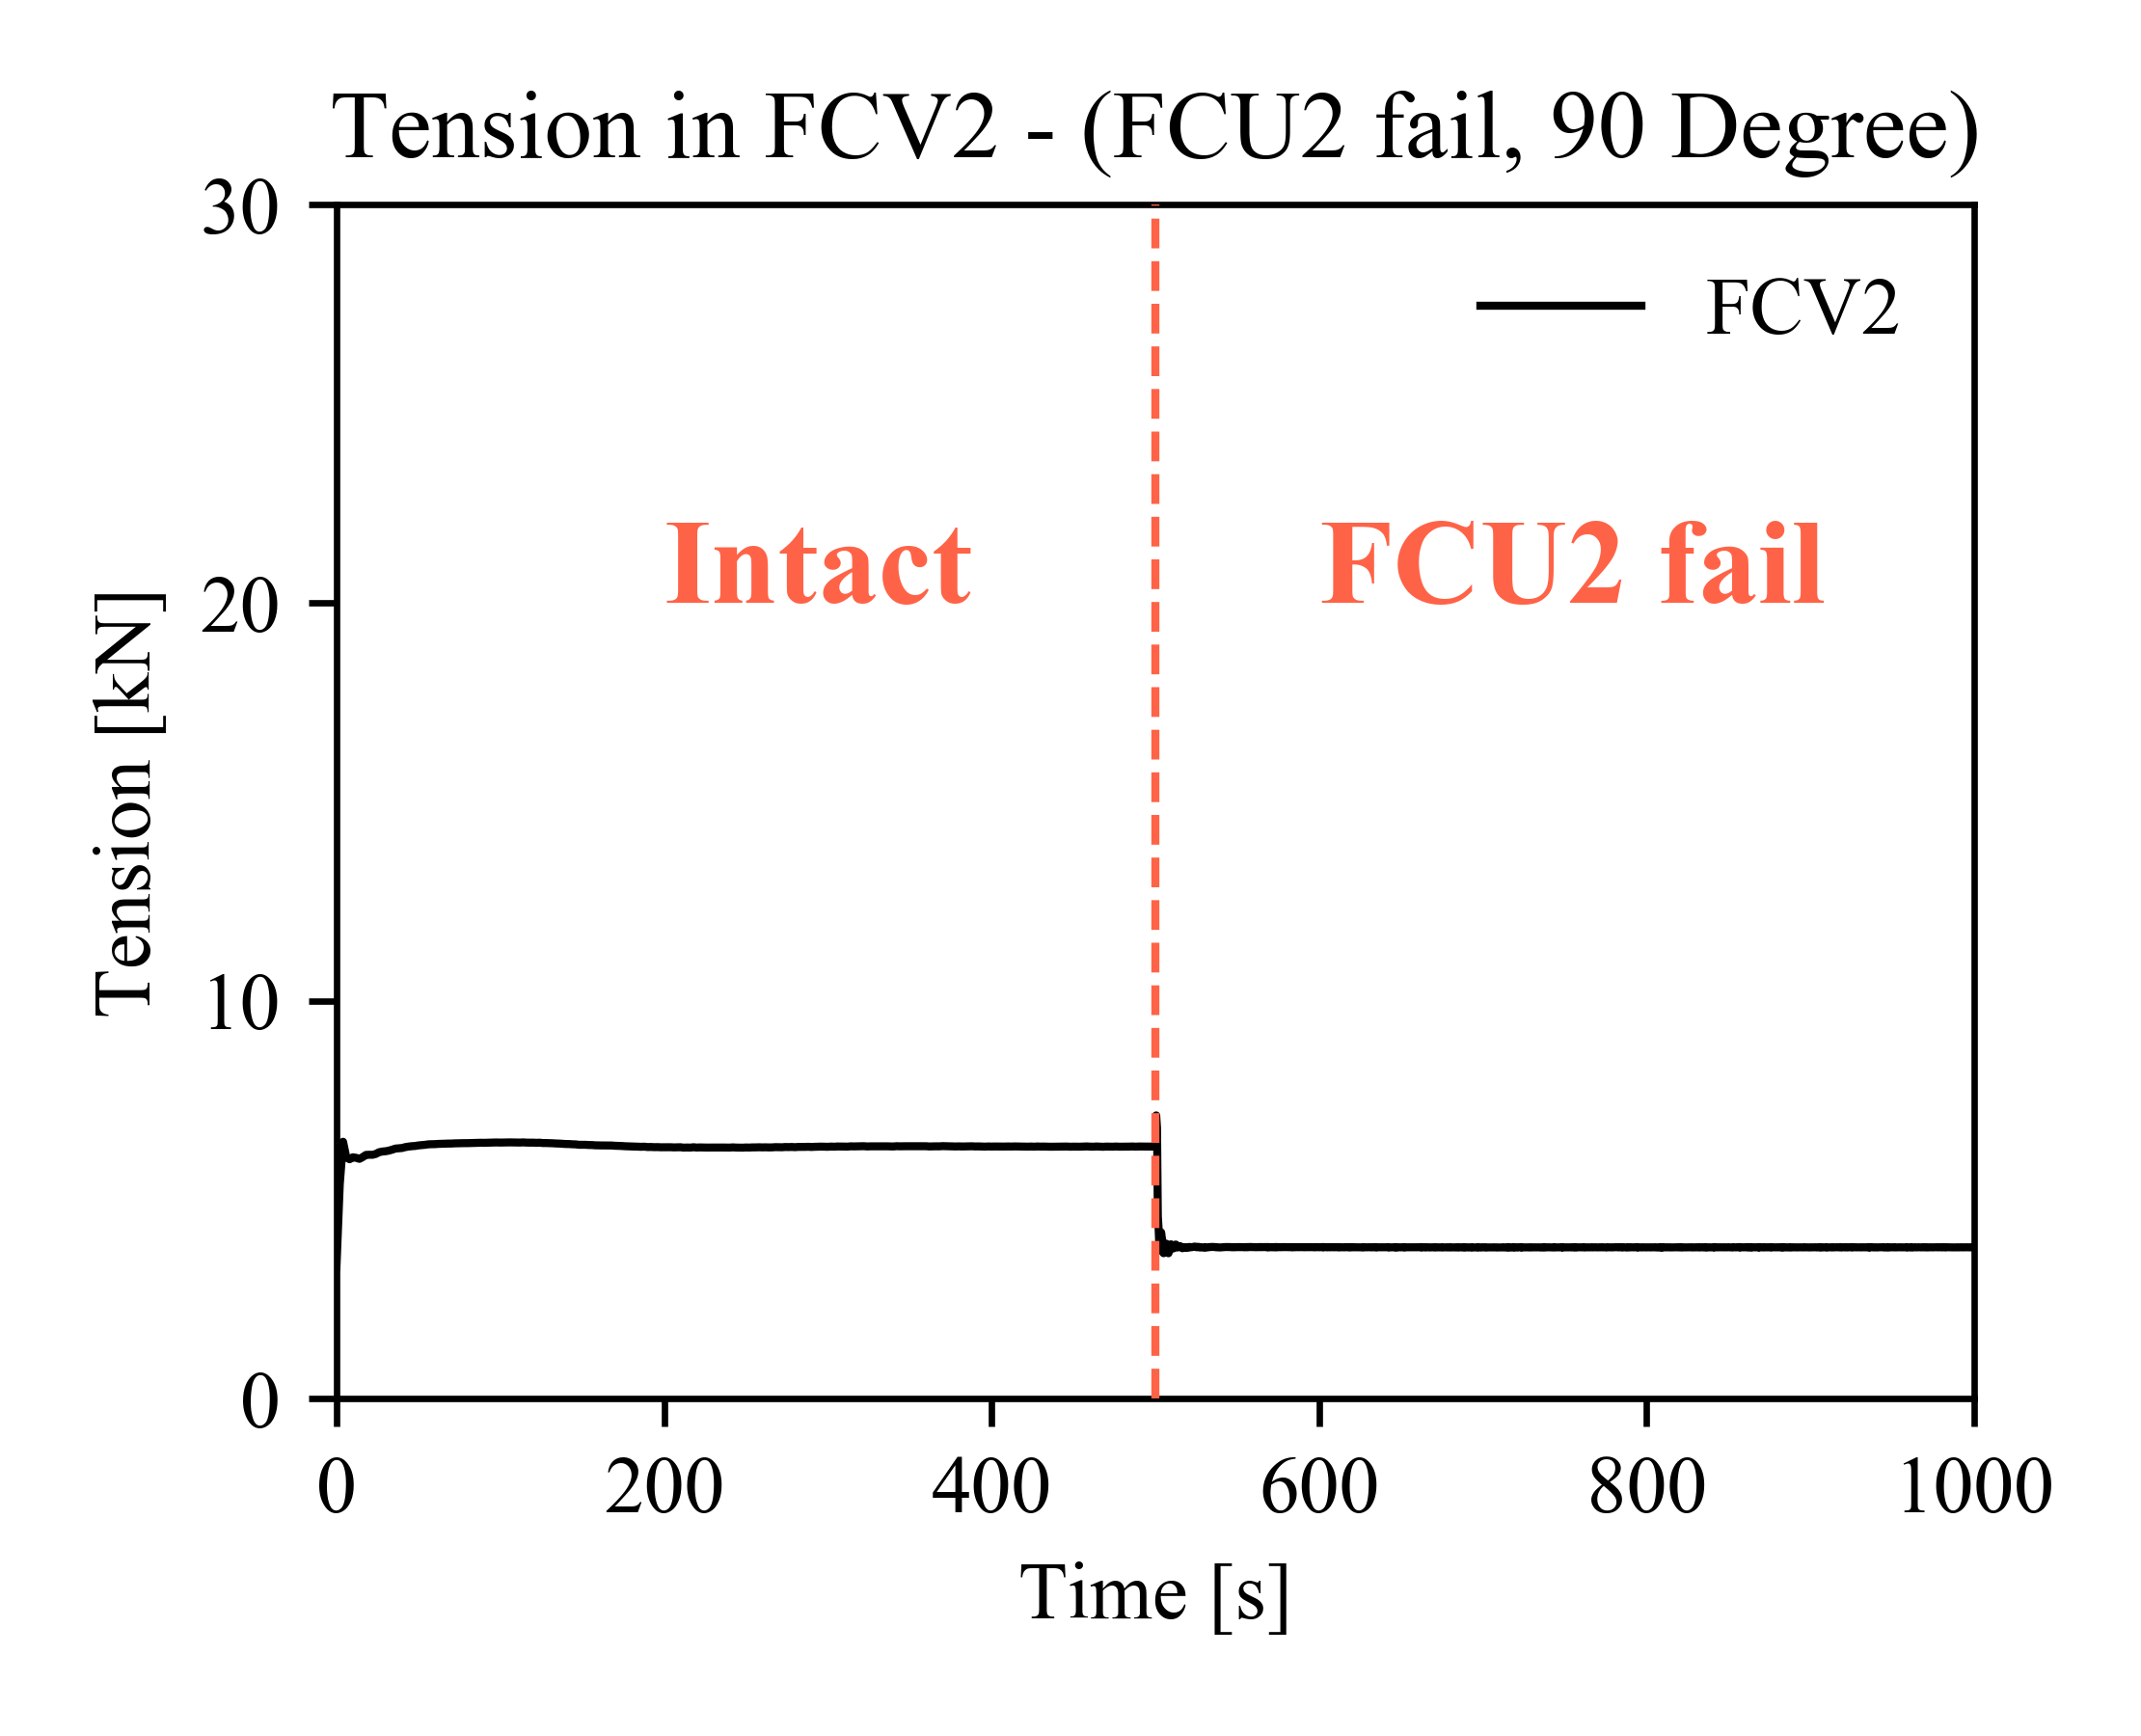 Tension in FCV2 - (FCU2 fail, 90 Degree)
30
FCV2
Intact
FCU2 fail
20
Tension [kN]
10
0
0 200 400 600 800 1000
Time [s]